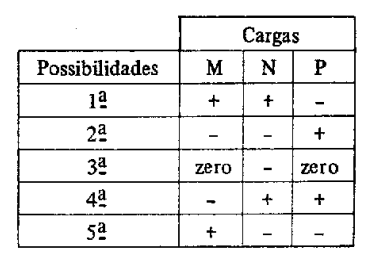 Cargas
Possibilidades M N P
1ª + + -
2ª - - +
3ª zero - zero
4ª - + +
5ª + - -